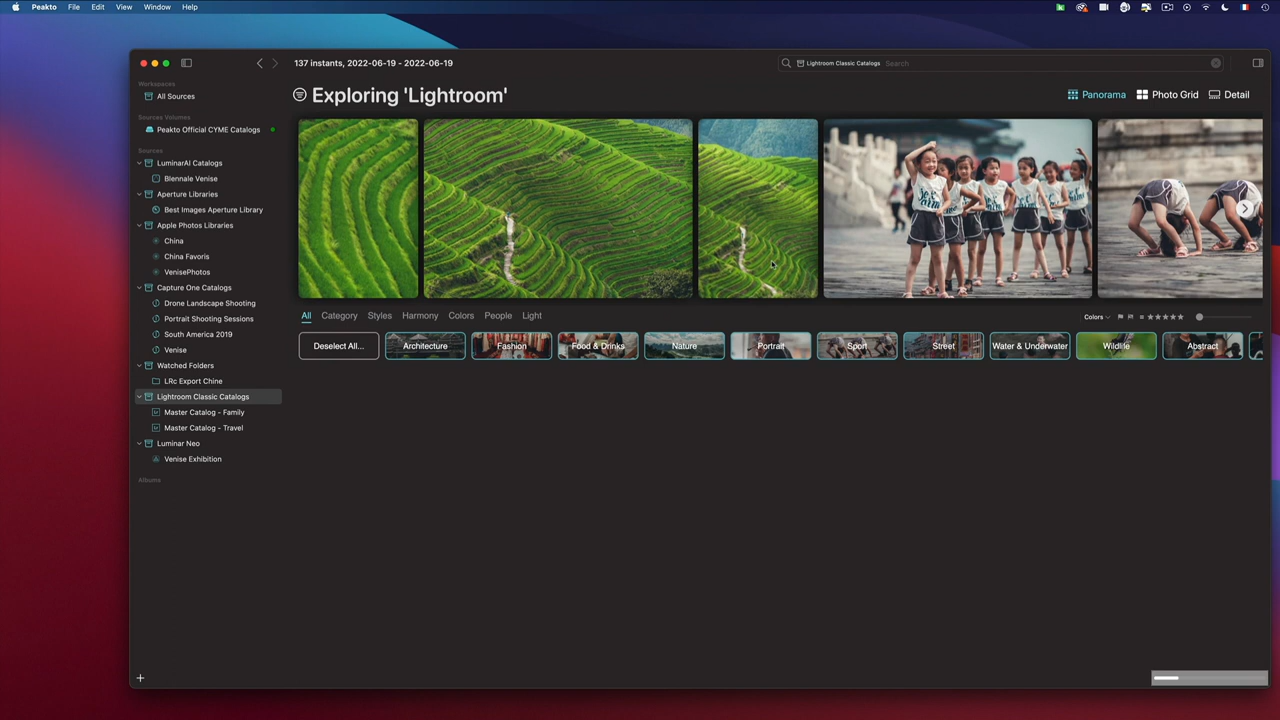 Peakto File Edit View Window Help
137 instants, 2022-06-19 - 2022-06-19
Lightroom Classic Catalogs Search
Workspaces
All Sources
Sources Volumes
Peakto Official CYME Catalogs
Sources
LuminarAI Catalogs
Biennale Venise
Aperture Libraries
Best Images Aperture Library
Apple Photos Libraries
China
China Favoris
VenisePhotos
Capture One Catalogs
Drone Landscape Shooting
Portrait Shooting Sessions
South America 2019
Venise
Watched Folders
LRc Export Chine
Lightroom Classic Catalogs
Master Catalog - Family
Master Catalog - Travel
Luminar Neo
Venise Exhibition
Albums
Exploring 'Lightroom'
Panorama Photo Grid Detail
All Category Styles Harmony Colors People Light
Colors
Deselect All... Architecture Fashion Food & Drinks Nature Portrait Sport Street Water & Underwater Wildlife Abstract